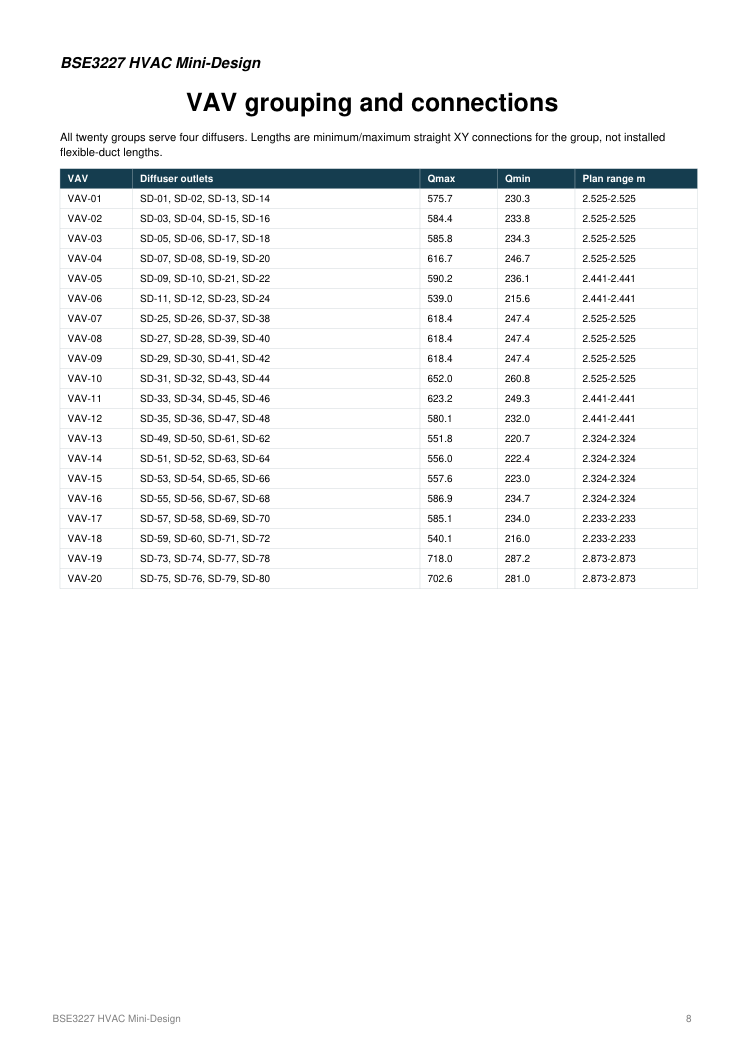 BSE3227 HVAC Mini-Design
VAV grouping and connections
All twenty groups serve four diffusers. Lengths are minimum/maximum straight XY connections for the group, not installed
flexible-duct lengths.
VAV Diffuser outlets Qmax Qmin Plan range m
VAV-01 SD-01, SD-02, SD-13, SD-14 575.7 230.3 2.525-2.525
VAV-02 SD-03, SD-04, SD-15, SD-16 584.4 233.8 2.525-2.525
VAV-03 SD-05, SD-06, SD-17, SD-18 585.8 234.3 2.525-2.525
VAV-04 SD-07, SD-08, SD-19, SD-20 616.7 246.7 2.525-2.525
VAV-05 SD-09, SD-10, SD-21, SD-22 590.2 236.1 2.441-2.441
VAV-06 SD-11, SD-12, SD-23, SD-24 539.0 215.6 2.441-2.441
VAV-07 SD-25, SD-26, SD-37, SD-38 618.4 247.4 2.525-2.525
VAV-08 SD-27, SD-28, SD-39, SD-40 618.4 247.4 2.525-2.525
VAV-09 SD-29, SD-30, SD-41, SD-42 618.4 247.4 2.525-2.525
VAV-10 SD-31, SD-32, SD-43, SD-44 652.0 260.8 2.525-2.525
VAV-11 SD-33, SD-34, SD-45, SD-46 623.2 249.3 2.441-2.441
VAV-12 SD-35, SD-36, SD-47, SD-48 580.1 232.0 2.441-2.441
VAV-13 SD-49, SD-50, SD-61, SD-62 551.8 220.7 2.324-2.324
VAV-14 SD-51, SD-52, SD-63, SD-64 556.0 222.4 2.324-2.324
VAV-15 SD-53, SD-54, SD-65, SD-66 557.6 223.0 2.324-2.324
VAV-16 SD-55, SD-56, SD-67, SD-68 586.9 234.7 2.324-2.324
VAV-17 SD-57, SD-58, SD-69, SD-70 585.1 234.0 2.233-2.233
VAV-18 SD-59, SD-60, SD-71, SD-72 540.1 216.0 2.233-2.233
VAV-19 SD-73, SD-74, SD-77, SD-78 718.0 287.2 2.873-2.873
VAV-20 SD-75, SD-76, SD-79, SD-80 702.6 281.0 2.873-2.873
BSE3227 HVAC Mini-Design 8